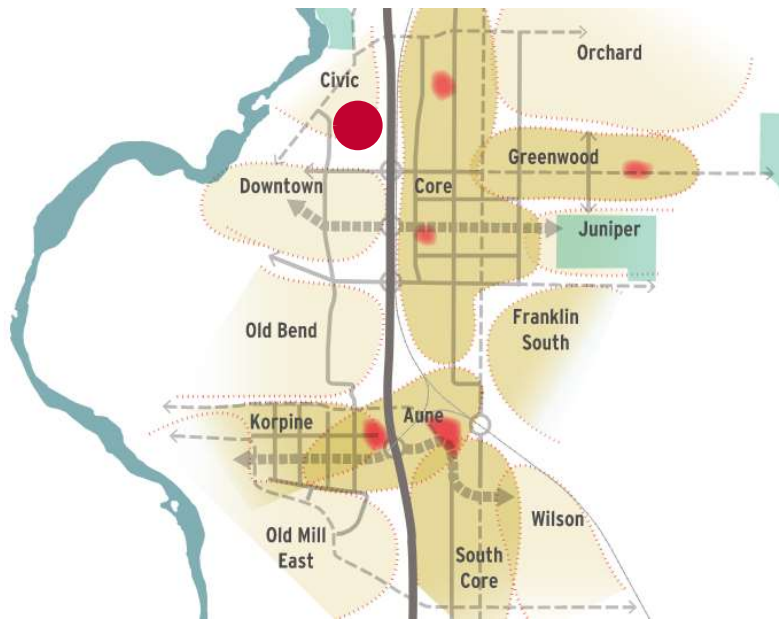 Orchard
Civic
Greenwood
Downtown
Core
Juniper
Old Bend
Franklin
South
Korpine
Aune
Old Mill
East
Wilson
South
Core